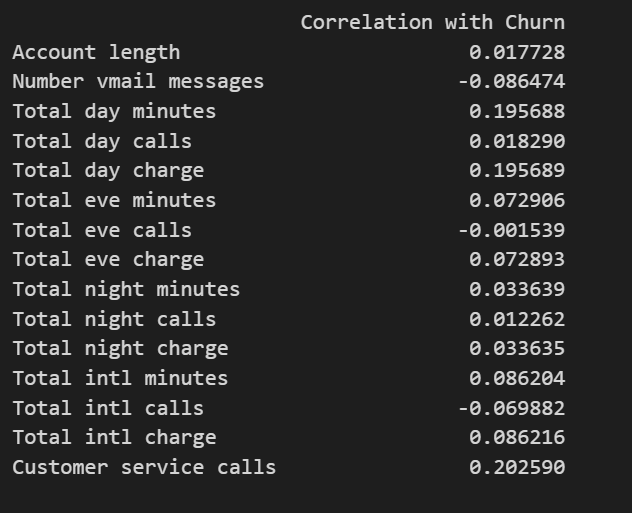 Correlation with Churn
Account length 0.017728
Number vmail messages -0.086474
Total day minutes 0.195688
Total day calls 0.018290
Total day charge 0.195689
Total eve minutes 0.072906
Total eve calls -0.001539
Total eve charge 0.072893
Total night minutes 0.033639
Total night calls 0.012262
Total night charge 0.033635
Total intl minutes 0.086204
Total intl calls -0.069882
Total intl charge 0.086216
Customer service calls 0.202590